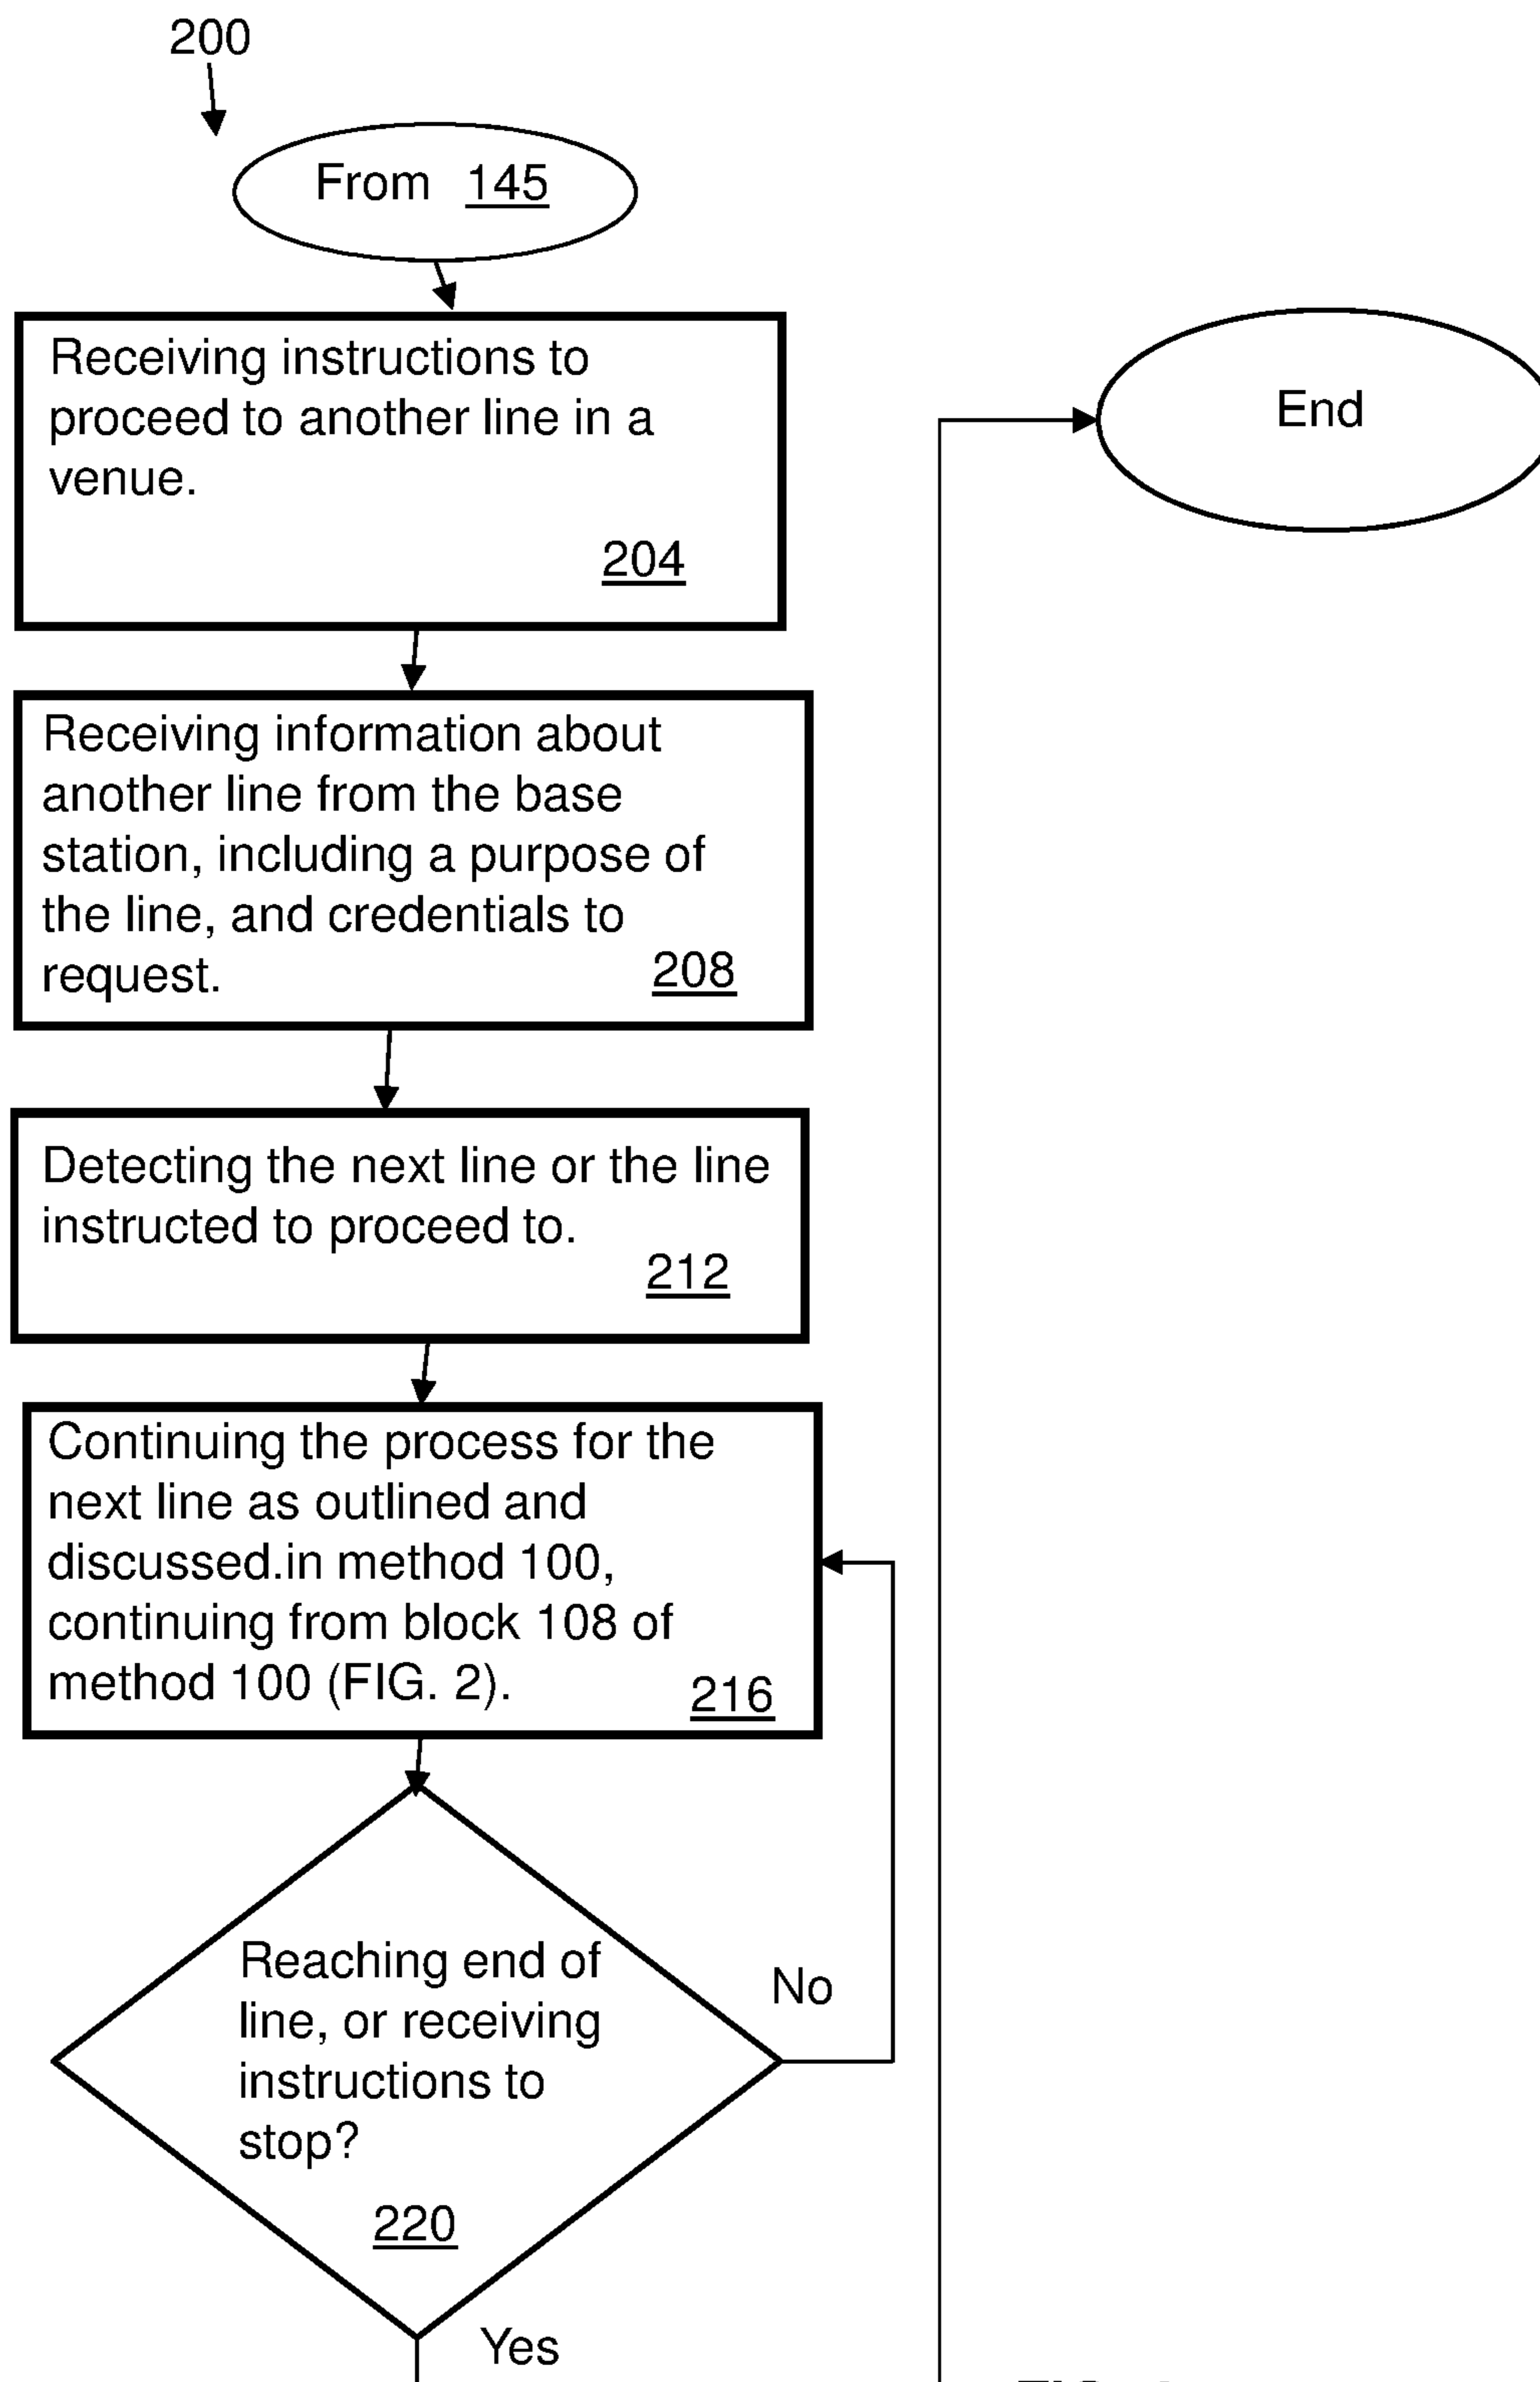 200
From 145
Receiving instructions to
proceed to another line in a
venue.
204
End
Receiving information about
another line from the base
station, including a purpose of
the line, and credentials to
request.
208
Detecting the next line or the line
instructed to proceed to.
212
Continuing the process for the
next line as outlined and
discussed.in method 100,
continuing from block 108 of
method 100 (FIG. 2).
216
Reaching end of
line, or receiving
instructions to
stop?
220
No
Yes